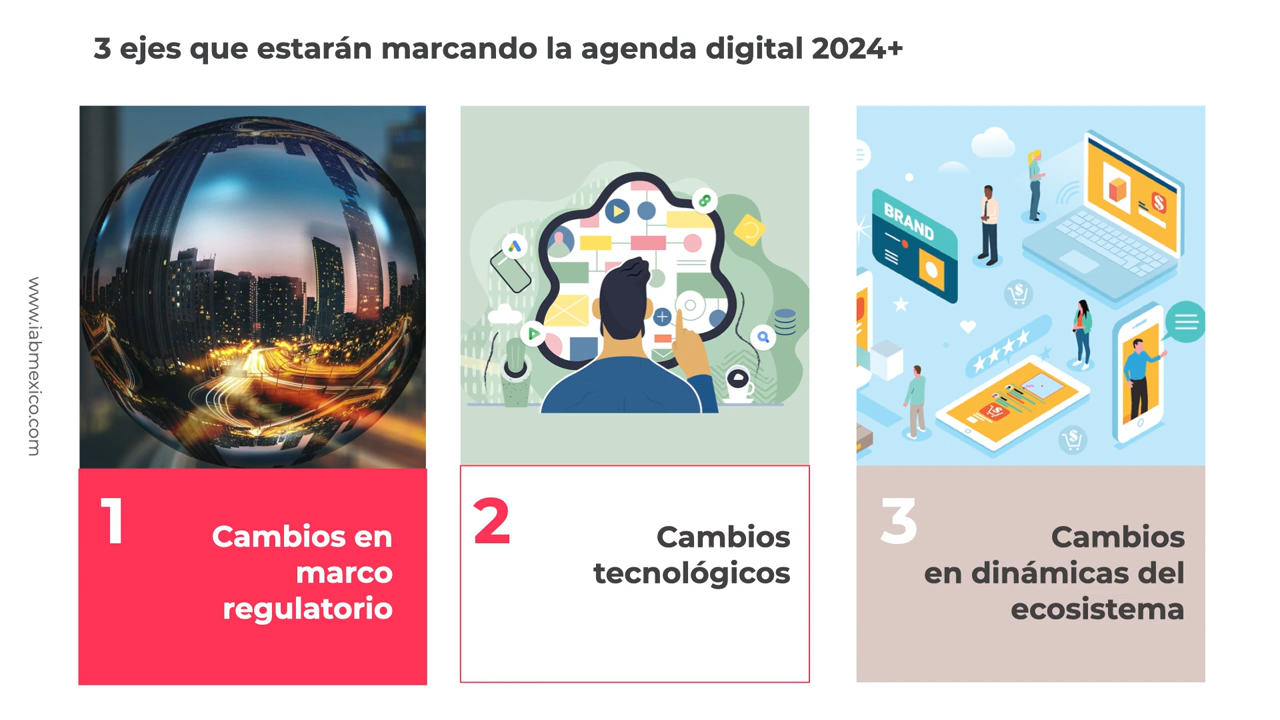 3 ejes que estarán marcando la agenda digital 2024+
www.iabmexico.com
BRAND
$
$
$
$
1
Cambios en
marco
regulatorio
2
Cambios
tecnológicos
3
Cambios
en dinámicas del
ecosistema